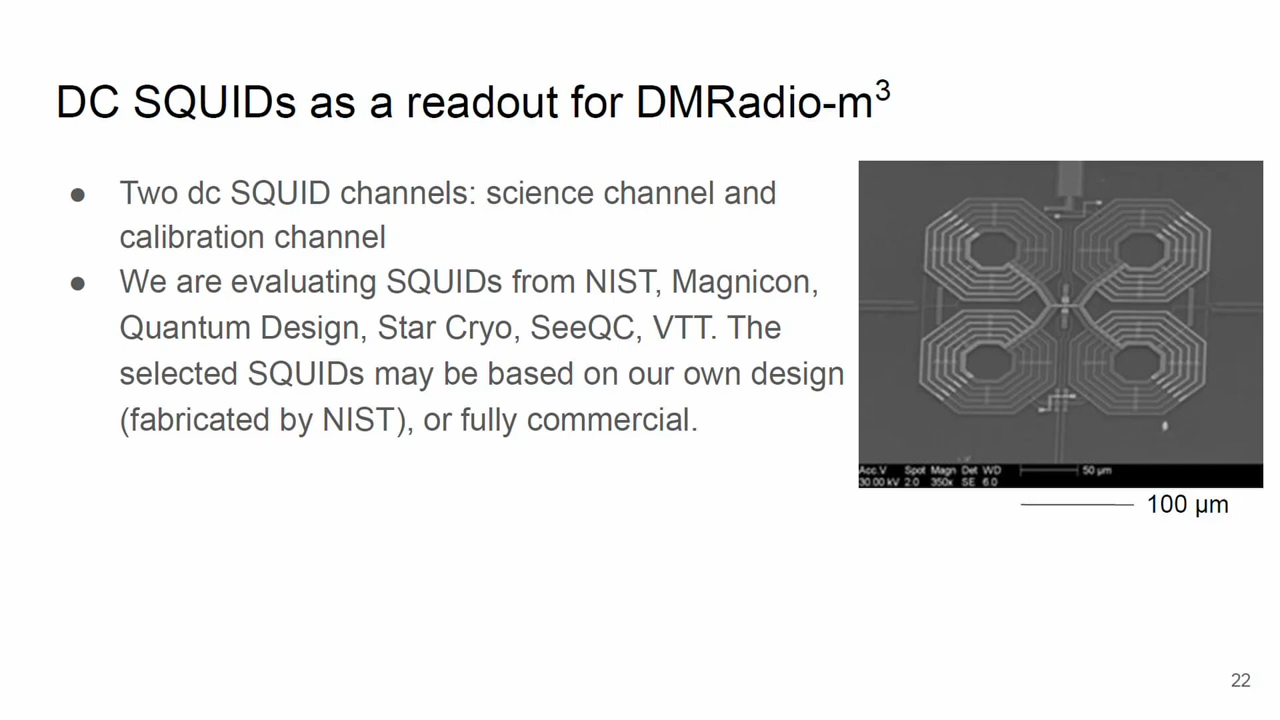 DC SQUIDs as a readout for DMRadio-m³
● Two dc SQUID channels: science channel and
calibration channel
● We are evaluating SQUIDs from NIST, Magnicon,
Quantum Design, Star Cryo, SeeQC, VTT. The
selected SQUIDs may be based on our own design
(fabricated by NIST), or fully commercial.
Acc.V Spot Magn Det WD 50 µm
30.00 kV 2.0 350x SE 6.0
100 µm
22